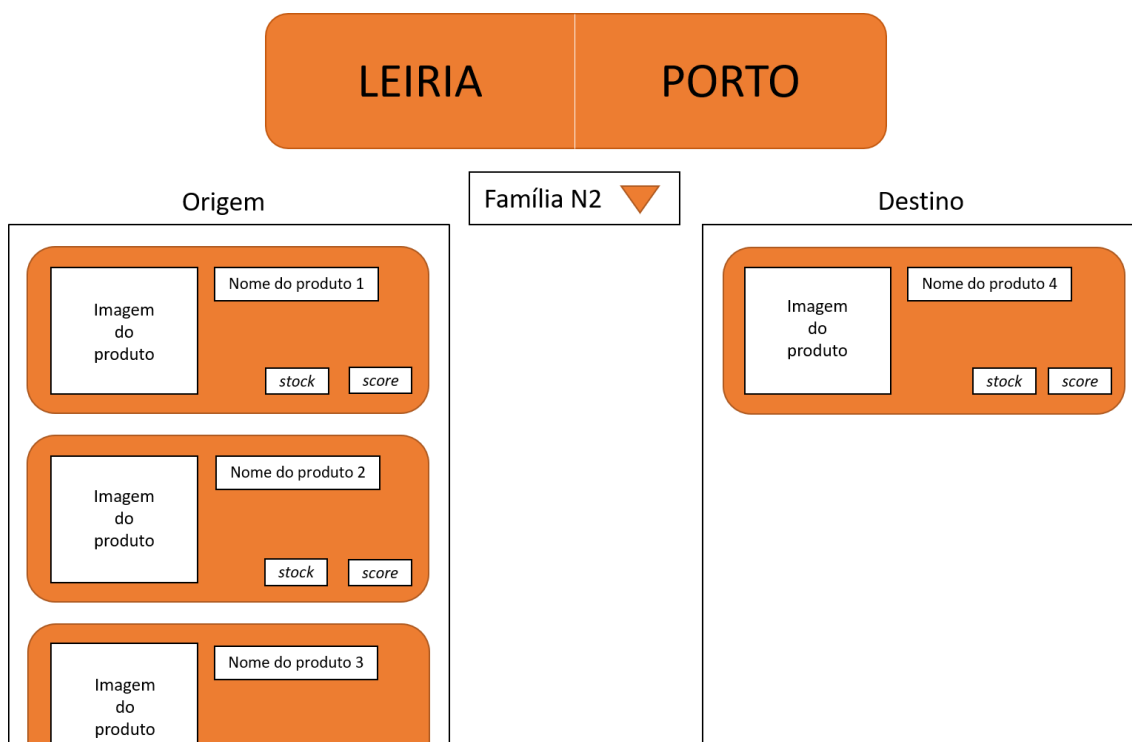 LEIRIA
PORTO
Origem
Família N2
Destino
Imagem
do
produto
Nome do produto 1
stock
score
Imagem
do
produto
Nome do produto 2
stock
score
Imagem
do
produto
Nome do produto 3
Imagem
do
produto
Nome do produto 4
stock
score